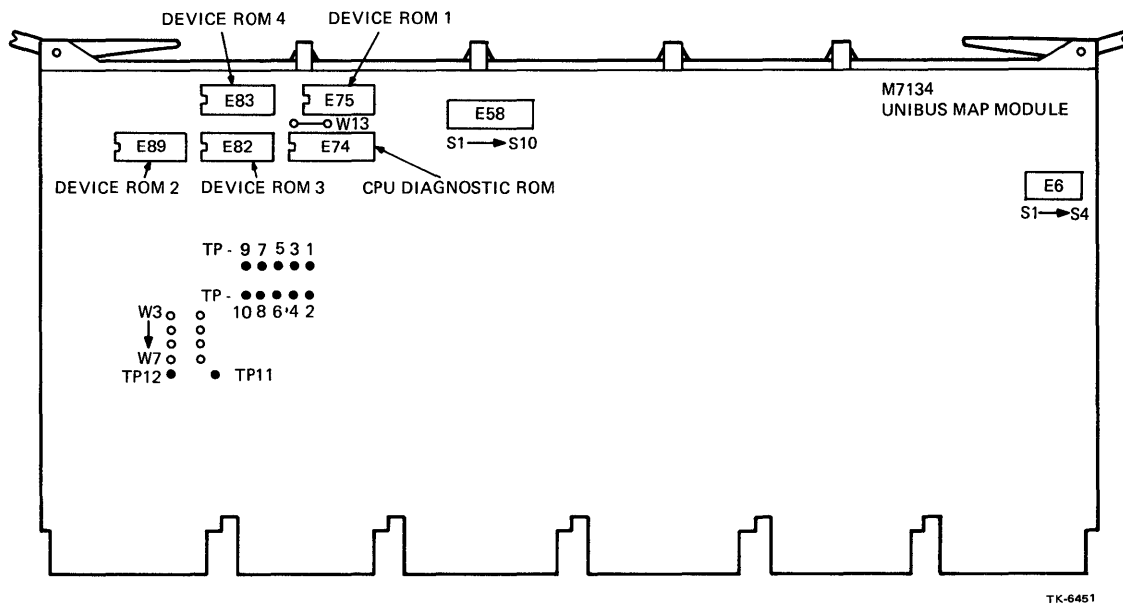 DEVICE ROM 4
DEVICE ROM 1
M7134
UNIBUS MAP MODULE
E83
E75
E58
W13
S1 S10
E89
E82
E74
DEVICE ROM 2
DEVICE ROM 3
CPU DIAGNOSTIC ROM
E6
S1 S4
TP - 9 7 5 3 1
TP -
10 8 6 4 2
W3
W7
TP12
TP11
TK-6451